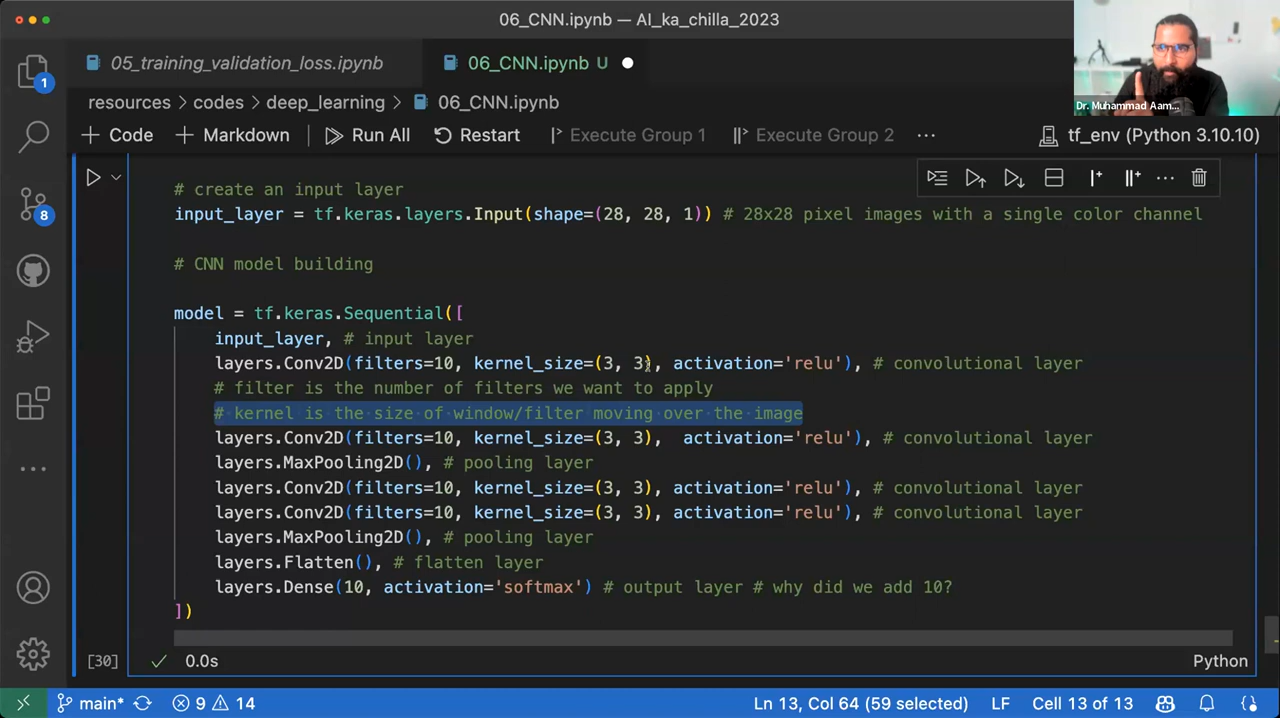 06_CNN.ipynb — AI_ka_chilla_2023
05_training_validation_loss.ipynb
06_CNN.ipynb U
Dr. Muhammad Aam...
resources > codes > deep_learning > 06_CNN.ipynb
+ Code + Markdown Run All Restart Execute Group 1 Execute Group 2 ... tf_env (Python 3.10.10)
1
8
# create an input layer
input_layer = tf.keras.layers.Input(shape=(28, 28, 1)) # 28x28 pixel images with a single color channel
# CNN model building
model = tf.keras.Sequential([
input_layer, # input layer
layers.Conv2D(filters=10, kernel_size=(3, 3), activation='relu'), # convolutional layer
# filter is the number of filters we want to apply
# kernel is the size of window/filter moving over the image
layers.Conv2D(filters=10, kernel_size=(3, 3),  activation='relu'), # convolutional layer
layers.MaxPooling2D(), # pooling layer
layers.Conv2D(filters=10, kernel_size=(3, 3), activation='relu'), # convolutional layer
layers.Conv2D(filters=10, kernel_size=(3, 3), activation='relu'), # convolutional layer
layers.MaxPooling2D(), # pooling layer
layers.Flatten(), # flatten layer
layers.Dense(10, activation='softmax') # output layer # why did we add 10?
])
[30] 0.0s Python
main* 9 14 Ln 13, Col 64 (59 selected) LF Cell 13 of 13